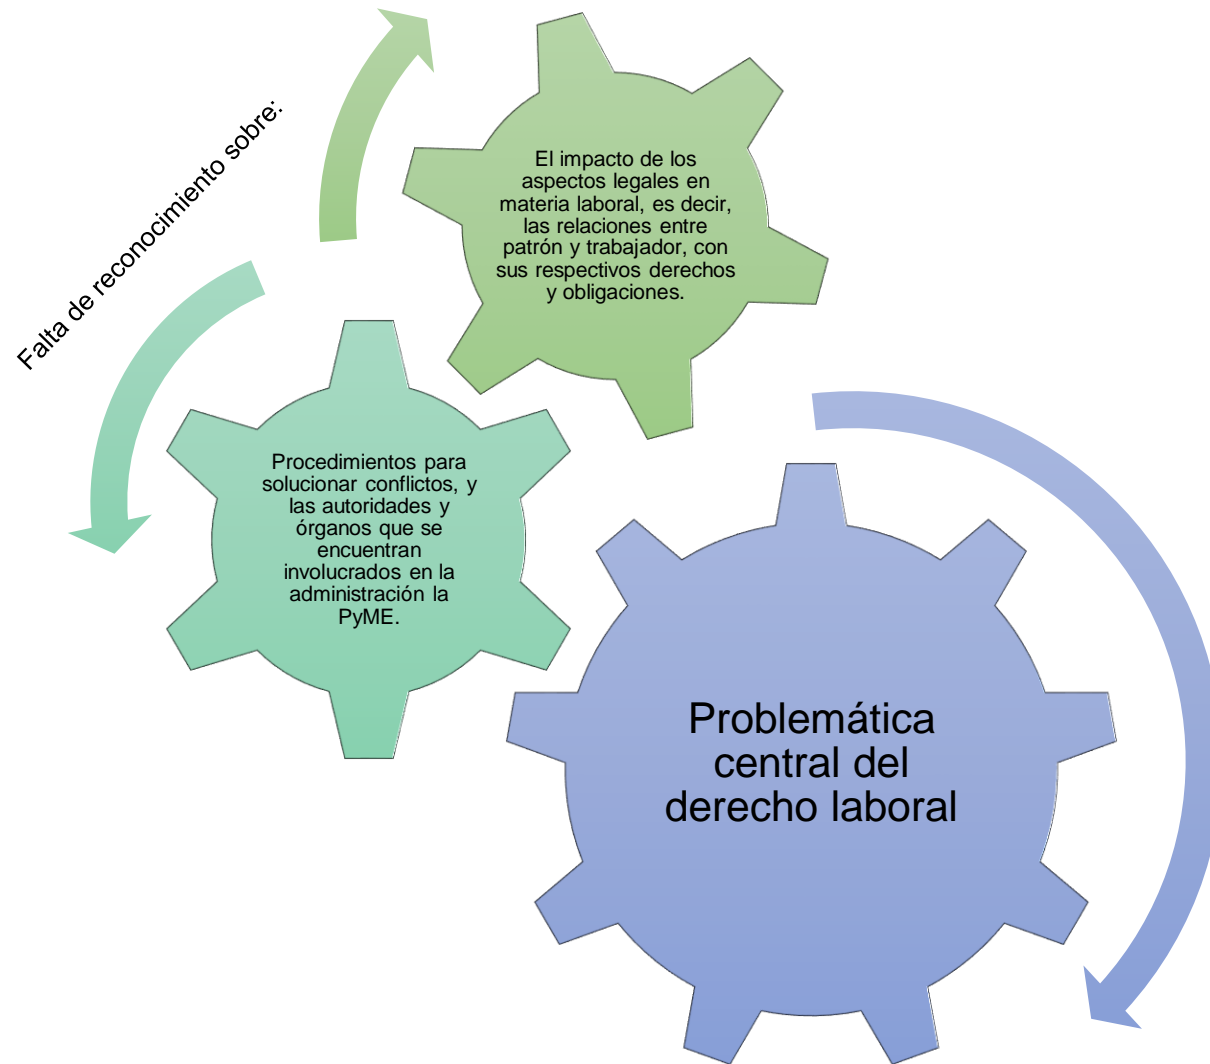 Falta de reconocimiento sobre:
El impacto de los
aspectos legales en
materia laboral, es decir,
las relaciones entre
patrón y trabajador, con
sus respectivos derechos
y obligaciones.
Procedimientos para
solucionar conflictos, y
las autoridades y
órganos que se
encuentran
involucrados en la
administración la
PyME.
Problemática
central del
derecho laboral